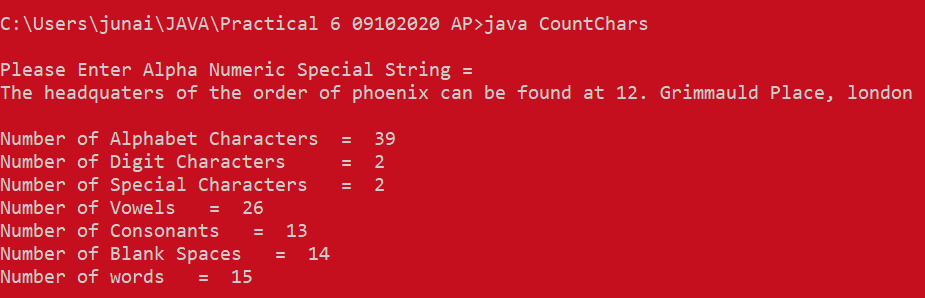 C:\Users\junai\JAVA\Practical 6 09102020 AP>java CountChars
Please Enter Alpha Numeric Special String =
The headquaters of the order of phoenix can be found at 12. Grimmauld Place, london
Number of Alphabet Characters = 39
Number of Digit Characters = 2
Number of Special Characters = 2
Number of Vowels = 26
Number of Consonants = 13
Number of Blank Spaces = 14
Number of words = 15